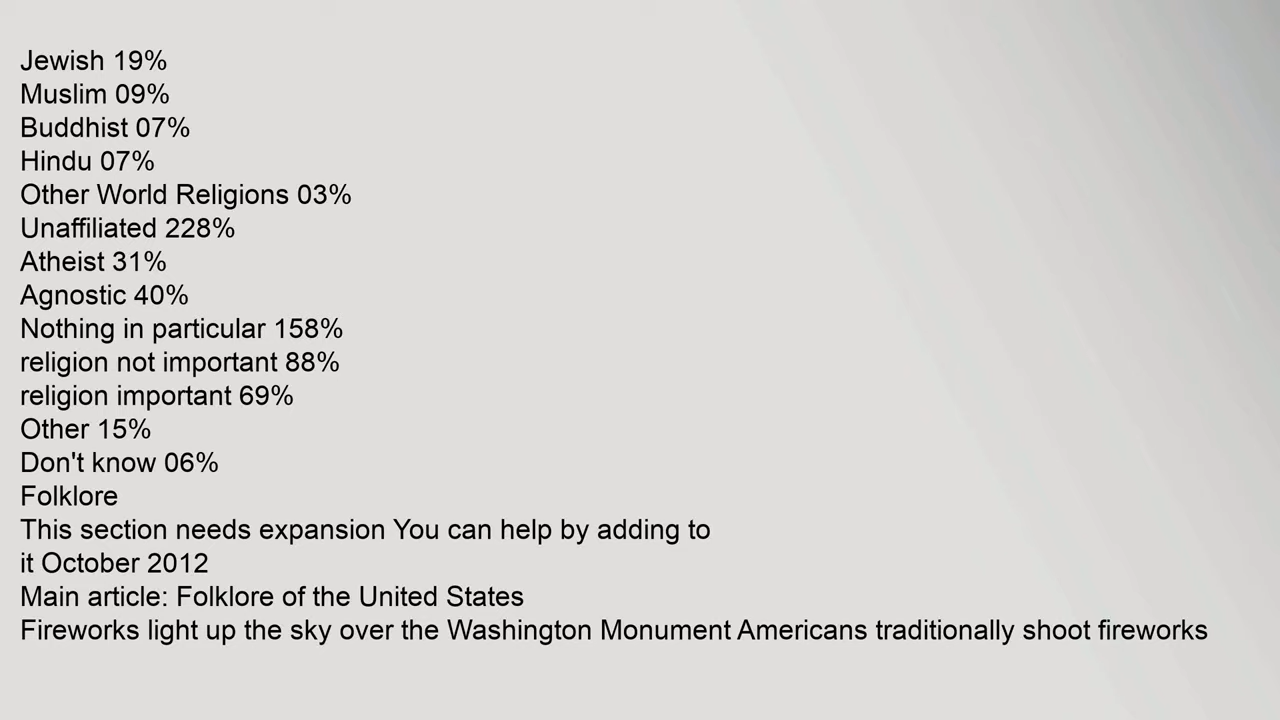 Jewish 19%
Muslim 09%
Buddhist 07%
Hindu 07%
Other World Religions 03%
Unaffiliated 228%
Atheist 31%
Agnostic 40%
Nothing in particular 158%
religion not important 88%
religion important 69%
Other 15%
Don't know 06%
Folklore
This section needs expansion You can help by adding to
it October 2012
Main article: Folklore of the United States
Fireworks light up the sky over the Washington Monument Americans traditionally shoot fireworks